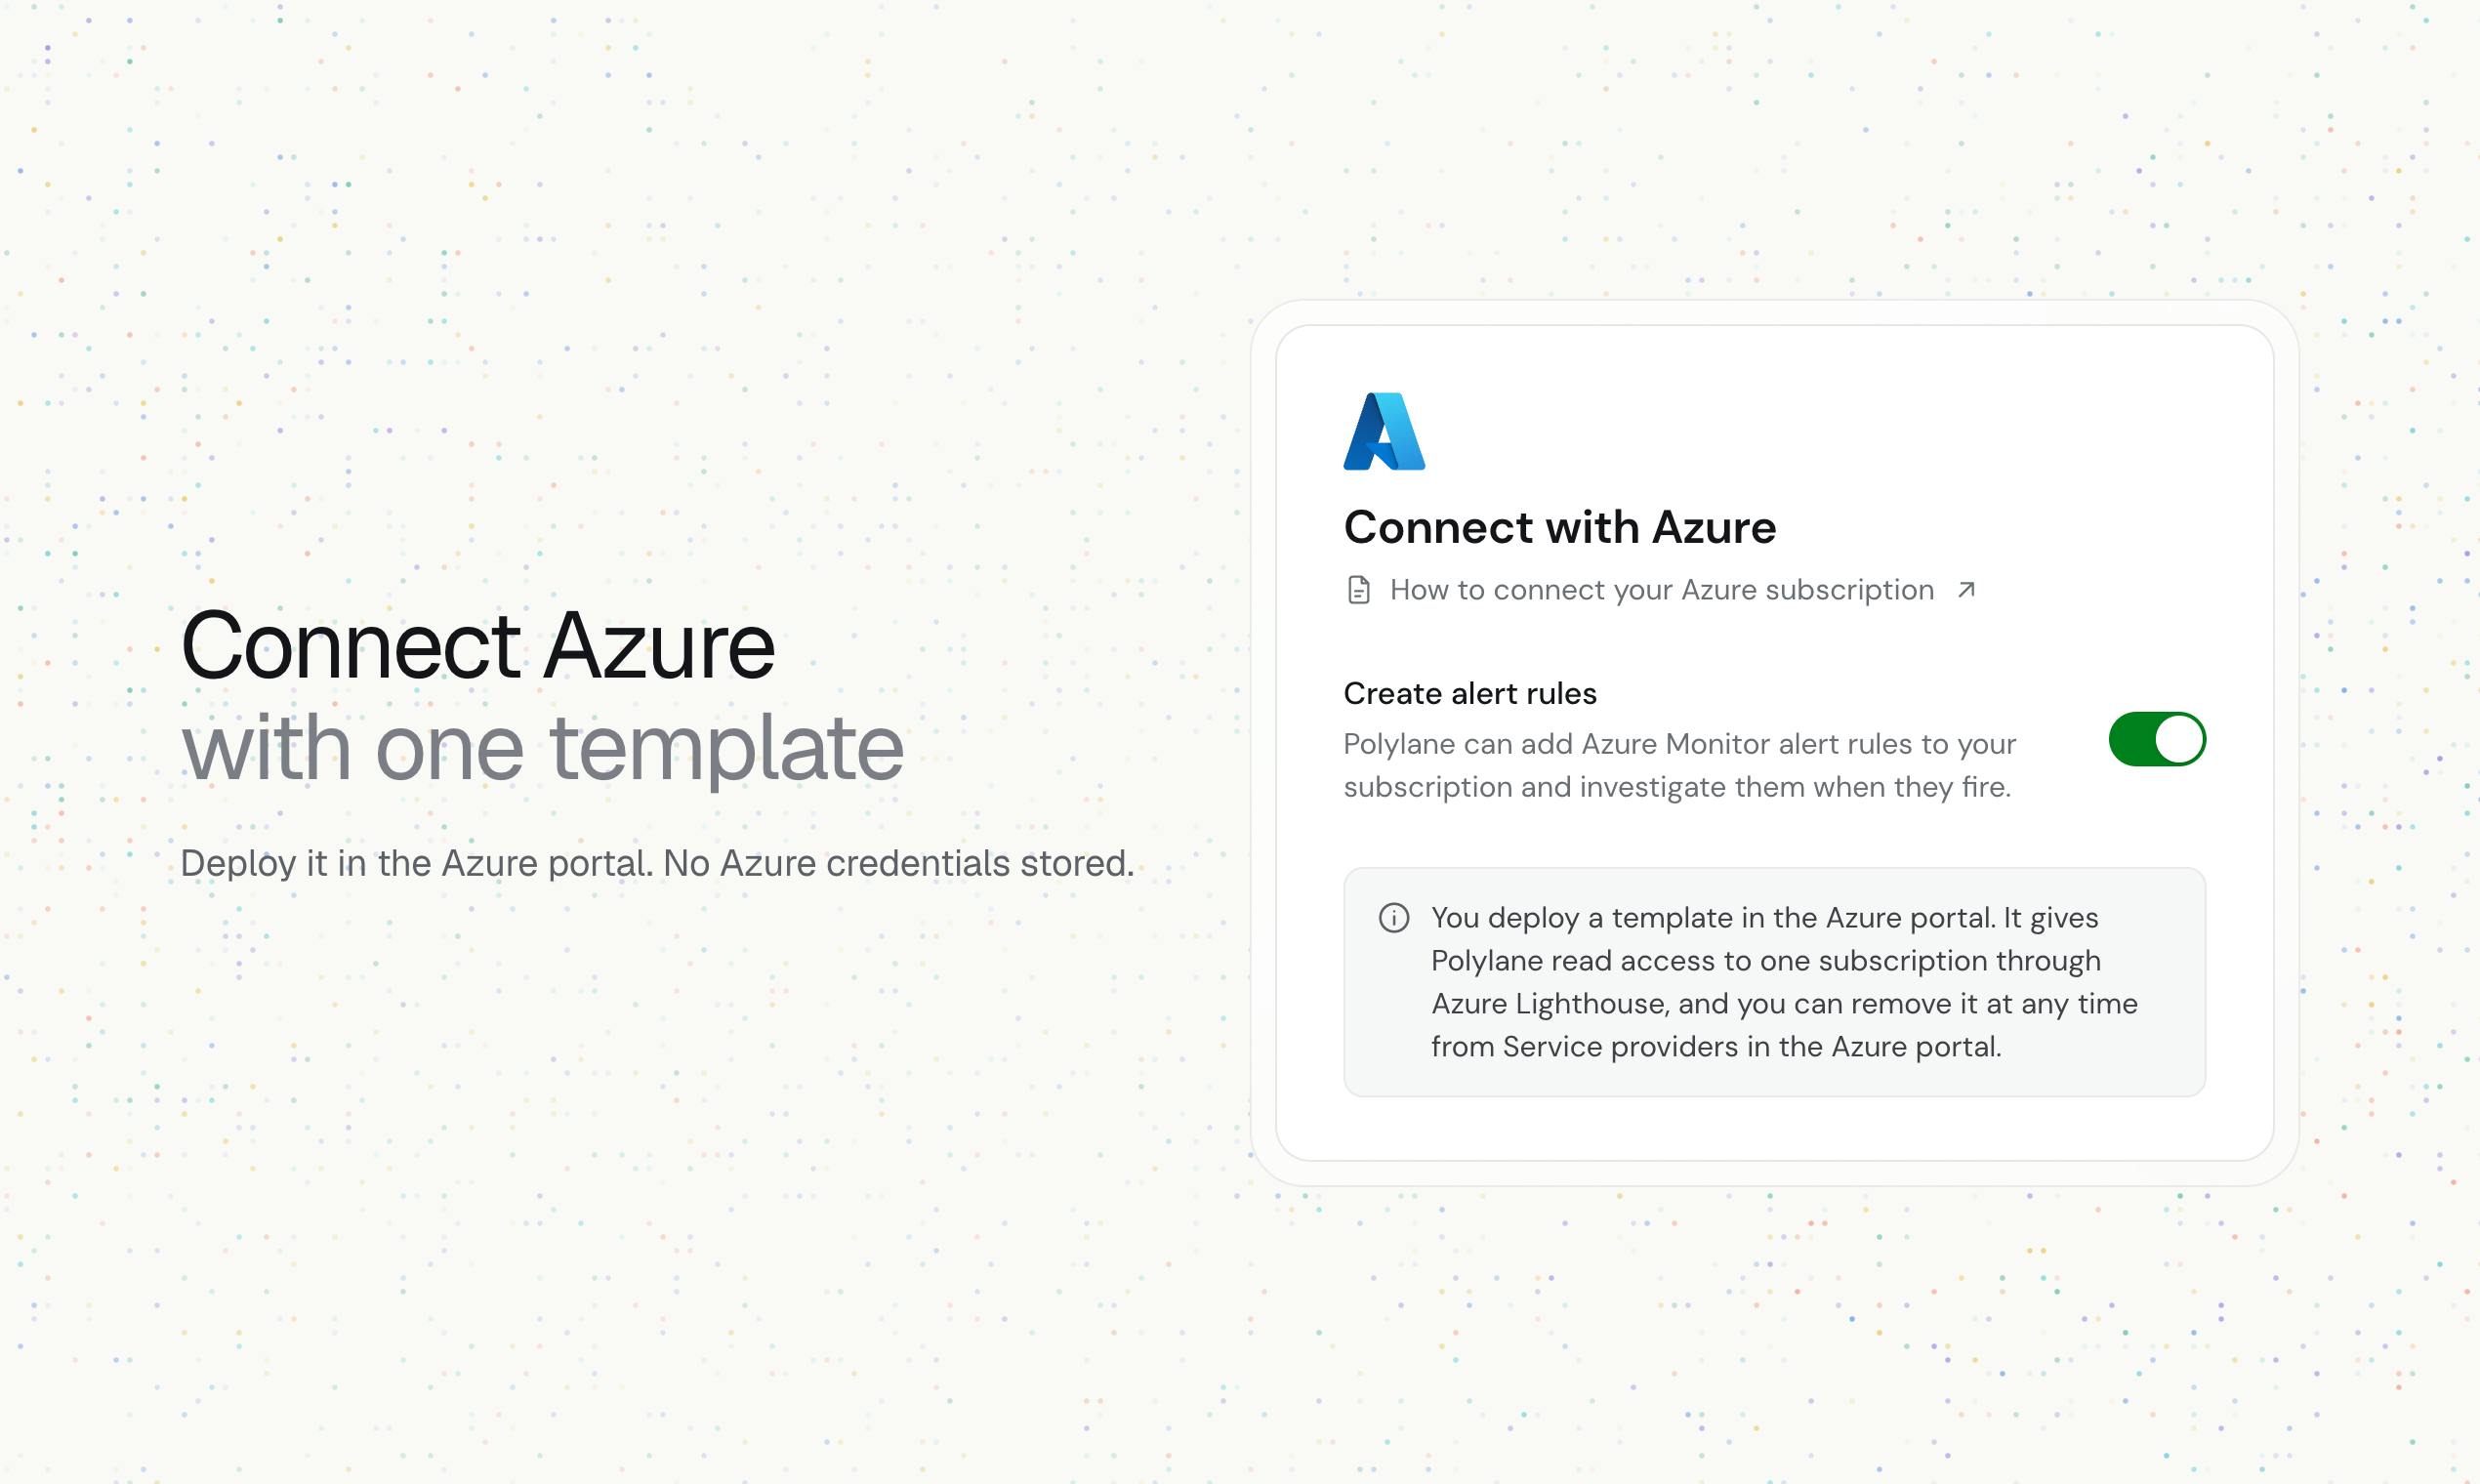 Connect Azure
with one template
Deploy it in the Azure portal. No Azure credentials stored.
Connect with Azure
How to connect your Azure subscription
Create alert rules
Polylane can add Azure Monitor alert rules to your
subscription and investigate them when they fire.
You deploy a template in the Azure portal. It gives
Polylane read access to one subscription through
Azure Lighthouse, and you can remove it at any time
from Service providers in the Azure portal.